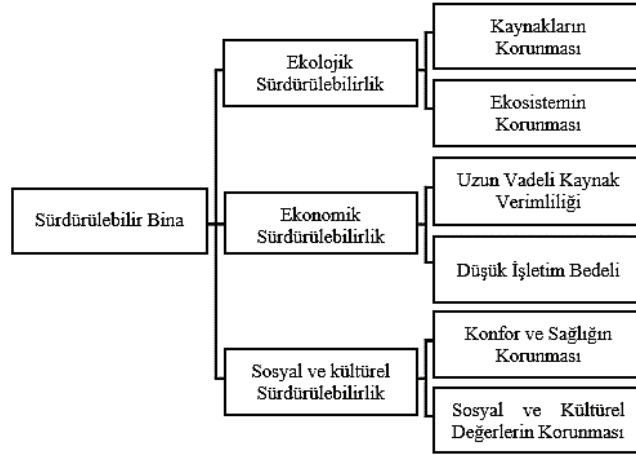 Sürdürülebilir Bina
Ekolojik
Sürdürülebilirlik
Kaynakların
Korunması
Ekosistemin
Korunması
Ekonomik
Sürdürülebilirlik
Uzun Vadeli Kaynak
Verimliliği
Düşük İşletim Bedeli
Sosyal ve kültürel
Sürdürülebilirlik
Konfor ve Sağlığın
Korunması
Sosyal ve Kültürel
Değerlerin Korunması